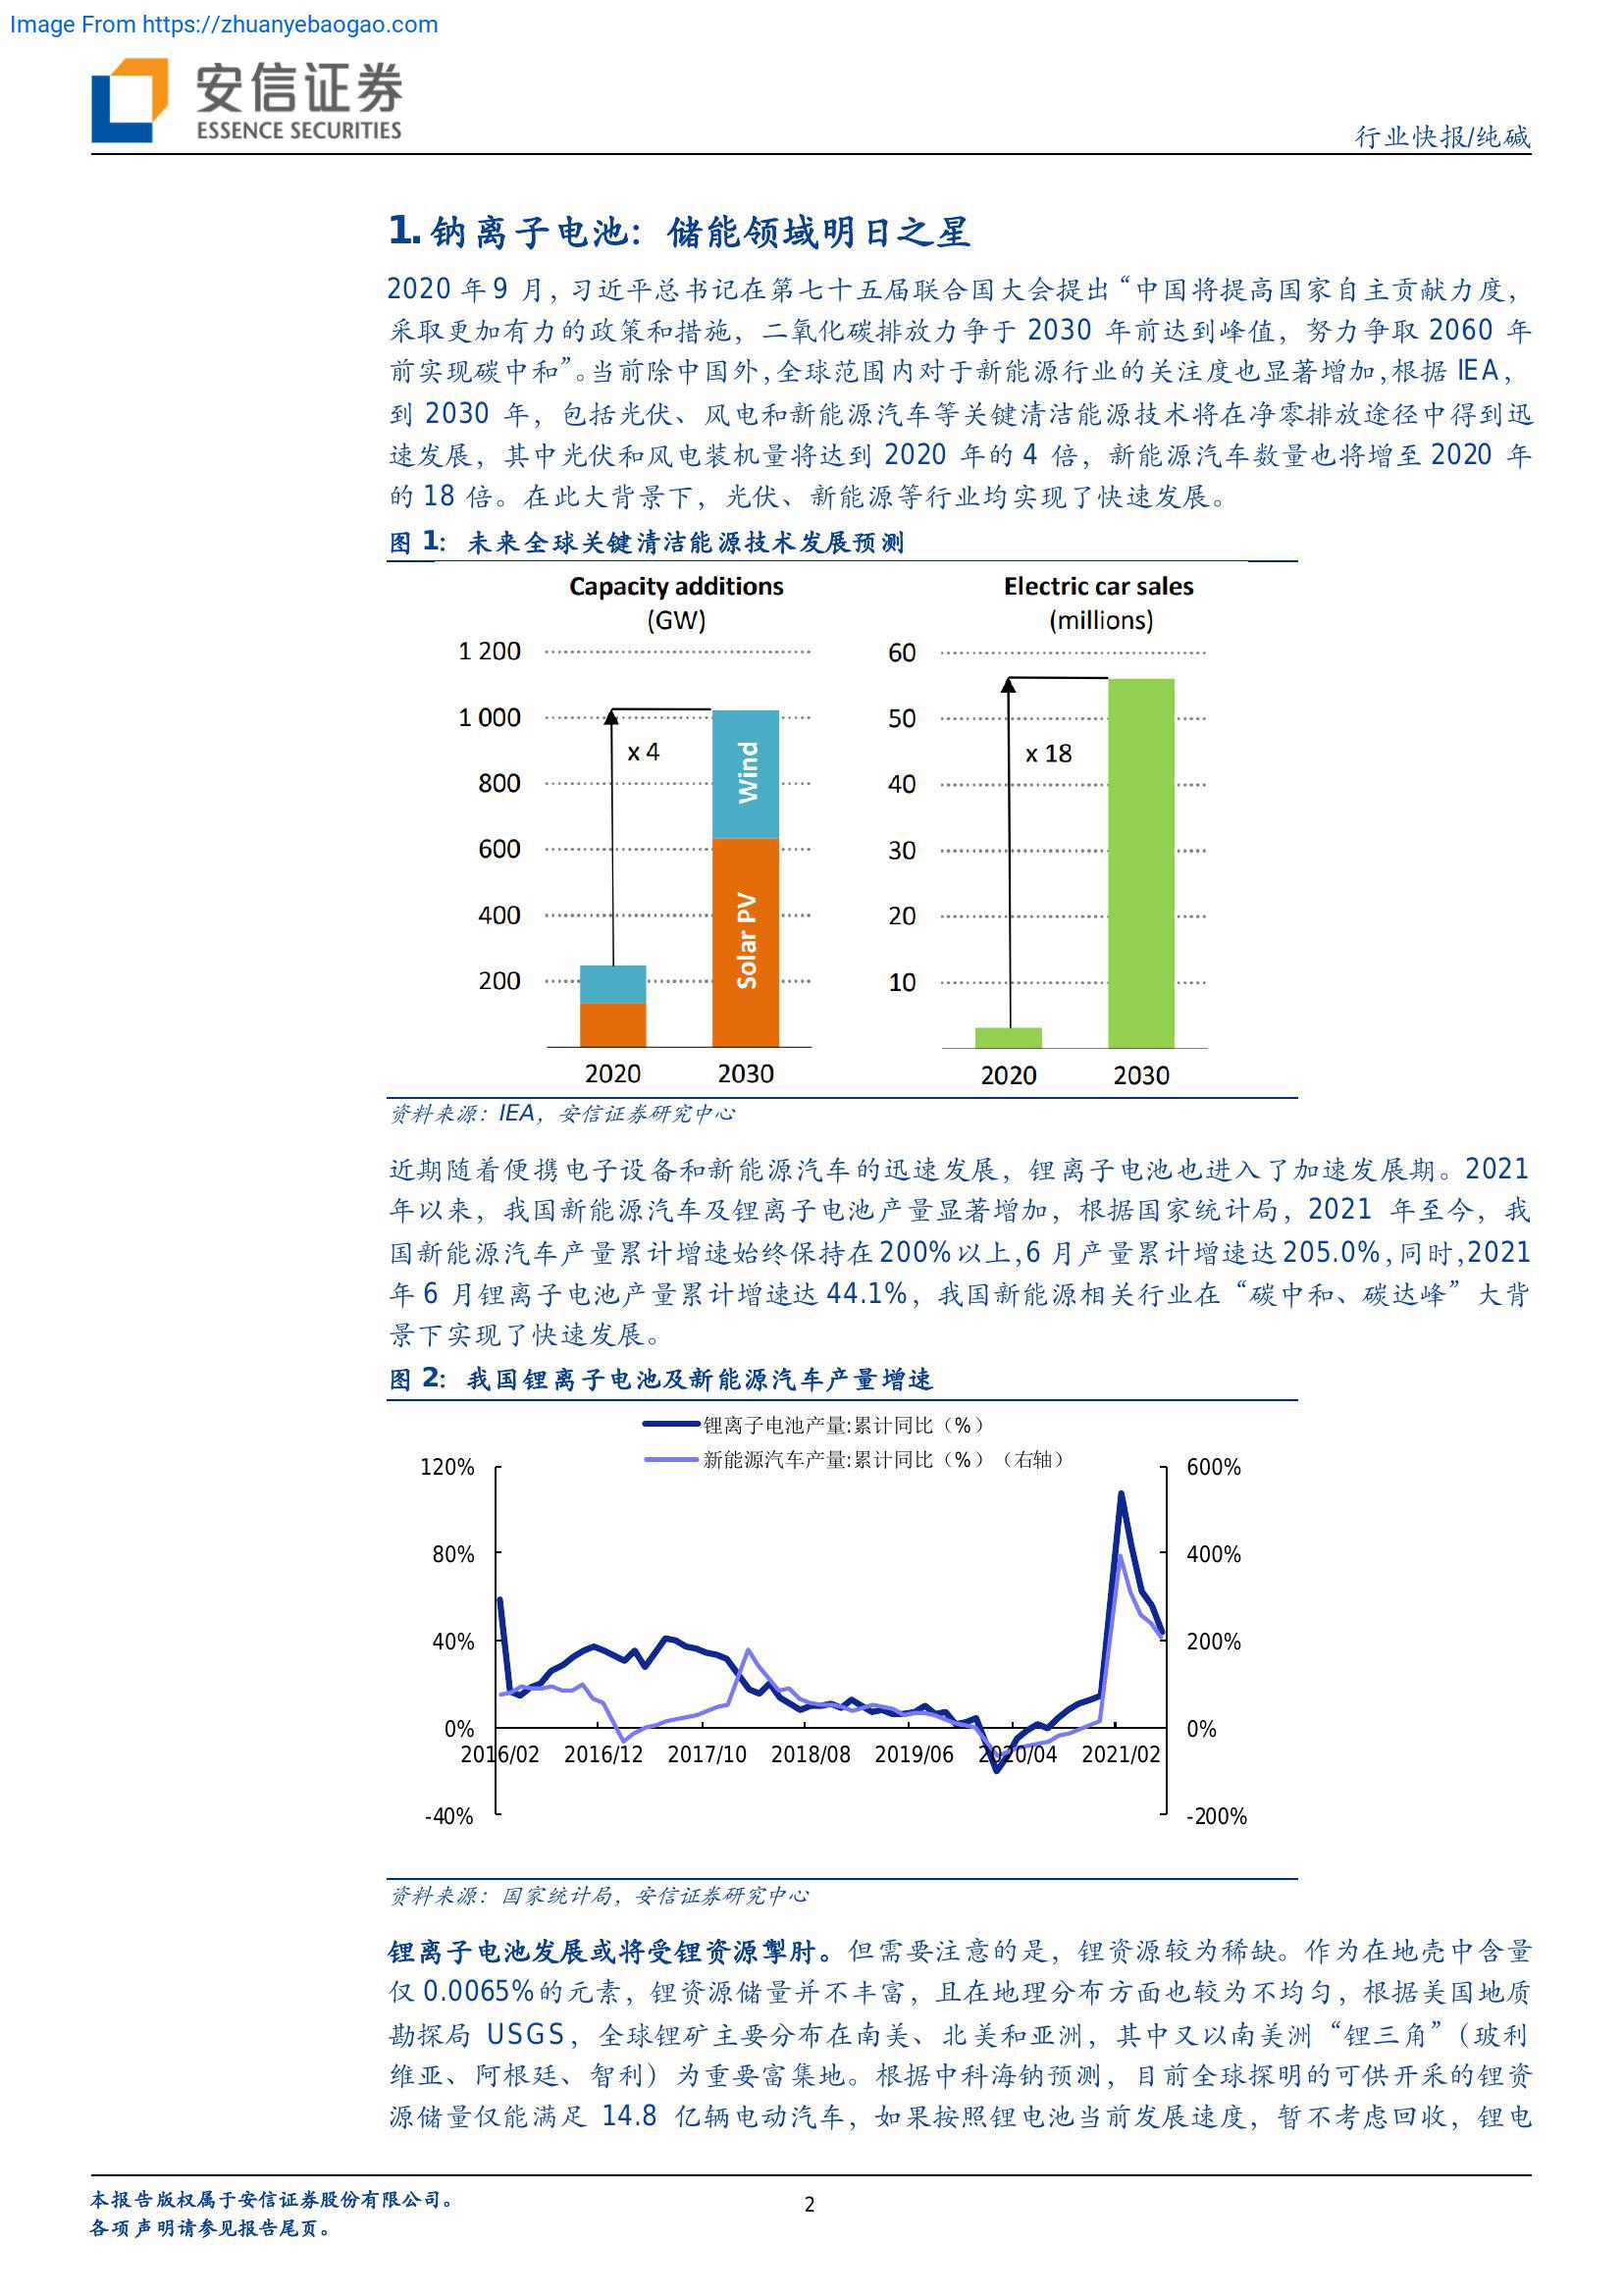 Image From https://zhuanyebaogao.com
安信证券
ESSENCE SECURITIES
行业快报/纯碱
1. 钠离子电池：储能领域明日之星
2020 年 9 月，习近平总书记在第七十五届联合国大会提出“中国将提高国家自主贡献力度，
采取更加有力的政策和措施，二氧化碳排放力争于 2030 年前达到峰值，努力争取 2060 年
前实现碳中和”。当前除中国外，全球范围内对于新能源行业的关注度也显著增加，根据 IEA，
到 2030 年，包括光伏、风电和新能源汽车等关键清洁能源技术将在净零排放途径中得到迅
速发展，其中光伏和风电装机量将达到 2020 年的 4 倍，新能源汽车数量也将增至 2020 年
的 18 倍。在此大背景下，光伏、新能源等行业均实现了快速发展。
图 1：未来全球关键清洁能源技术发展预测
Capacity additions
(GW)
1 200
1 000
800
600
400
200
x 4
Wind
Solar PV
2020
2030
Electric car sales
(millions)
60
50
40
30
20
10
x 18
2020
2030
资料来源：IEA，安信证券研究中心
近期随着便携电子设备和新能源汽车的迅速发展，锂离子电池也进入了加速发展期。2021
年以来，我国新能源汽车及锂离子电池产量显著增加，根据国家统计局，2021 年至今，我
国新能源汽车产量累计增速始终保持在 200%以上，6 月产量累计增速达 205.0%，同时，2021
年 6 月锂离子电池产量累计增速达 44.1%，我国新能源相关行业在“碳中和、碳达峰”大背
景下实现了快速发展。
图 2：我国锂离子电池及新能源汽车产量增速
锂离子电池产量:累计同比（%）
新能源汽车产量:累计同比（%）（右轴）
120%
80%
40%
0%
-40%
600%
400%
200%
0%
-200%
2016/02
2016/12
2017/10
2018/08
2019/06
2020/04
2021/02
资料来源：国家统计局，安信证券研究中心
锂离子电池发展或将受锂资源掣肘。但需要注意的是，锂资源较为稀缺。作为在地壳中含量
仅 0.0065%的元素，锂资源储量并不丰富，且在地理分布方面也较为不均匀，根据美国地质
勘探局 USGS，全球锂矿主要分布在南美、北美和亚洲，其中又以南美洲“锂三角”（玻利
维亚、阿根廷、智利）为重要富集地。根据中科海钠预测，目前全球探明的可供开采的锂资
源储量仅能满足 14.8 亿辆电动汽车，如果按照锂电池当前发展速度，暂不考虑回收，锂电
本报告版权属于安信证券股份有限公司。
各项声明请参见报告尾页。
2